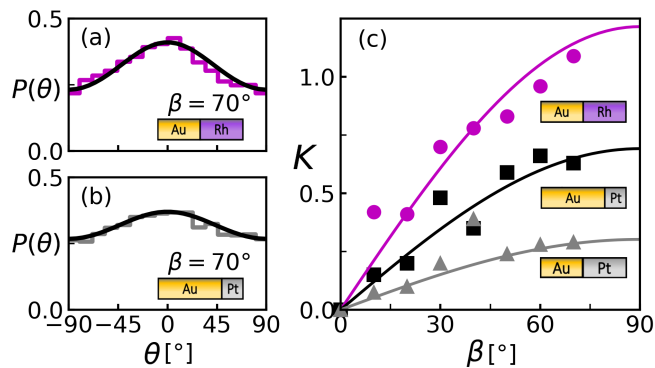 (a)
0.5
0.0
P(θ)
β = 70°
Au Rh
(b)
0.5
0.0
P(θ)
β = 70°
Au Pt
−90 −45 0 45 90
θ [°]
(c)
1.0
0.5
0.0
K
Au Rh
Au Pt
Au Pt
0 30 60 90
β [°]